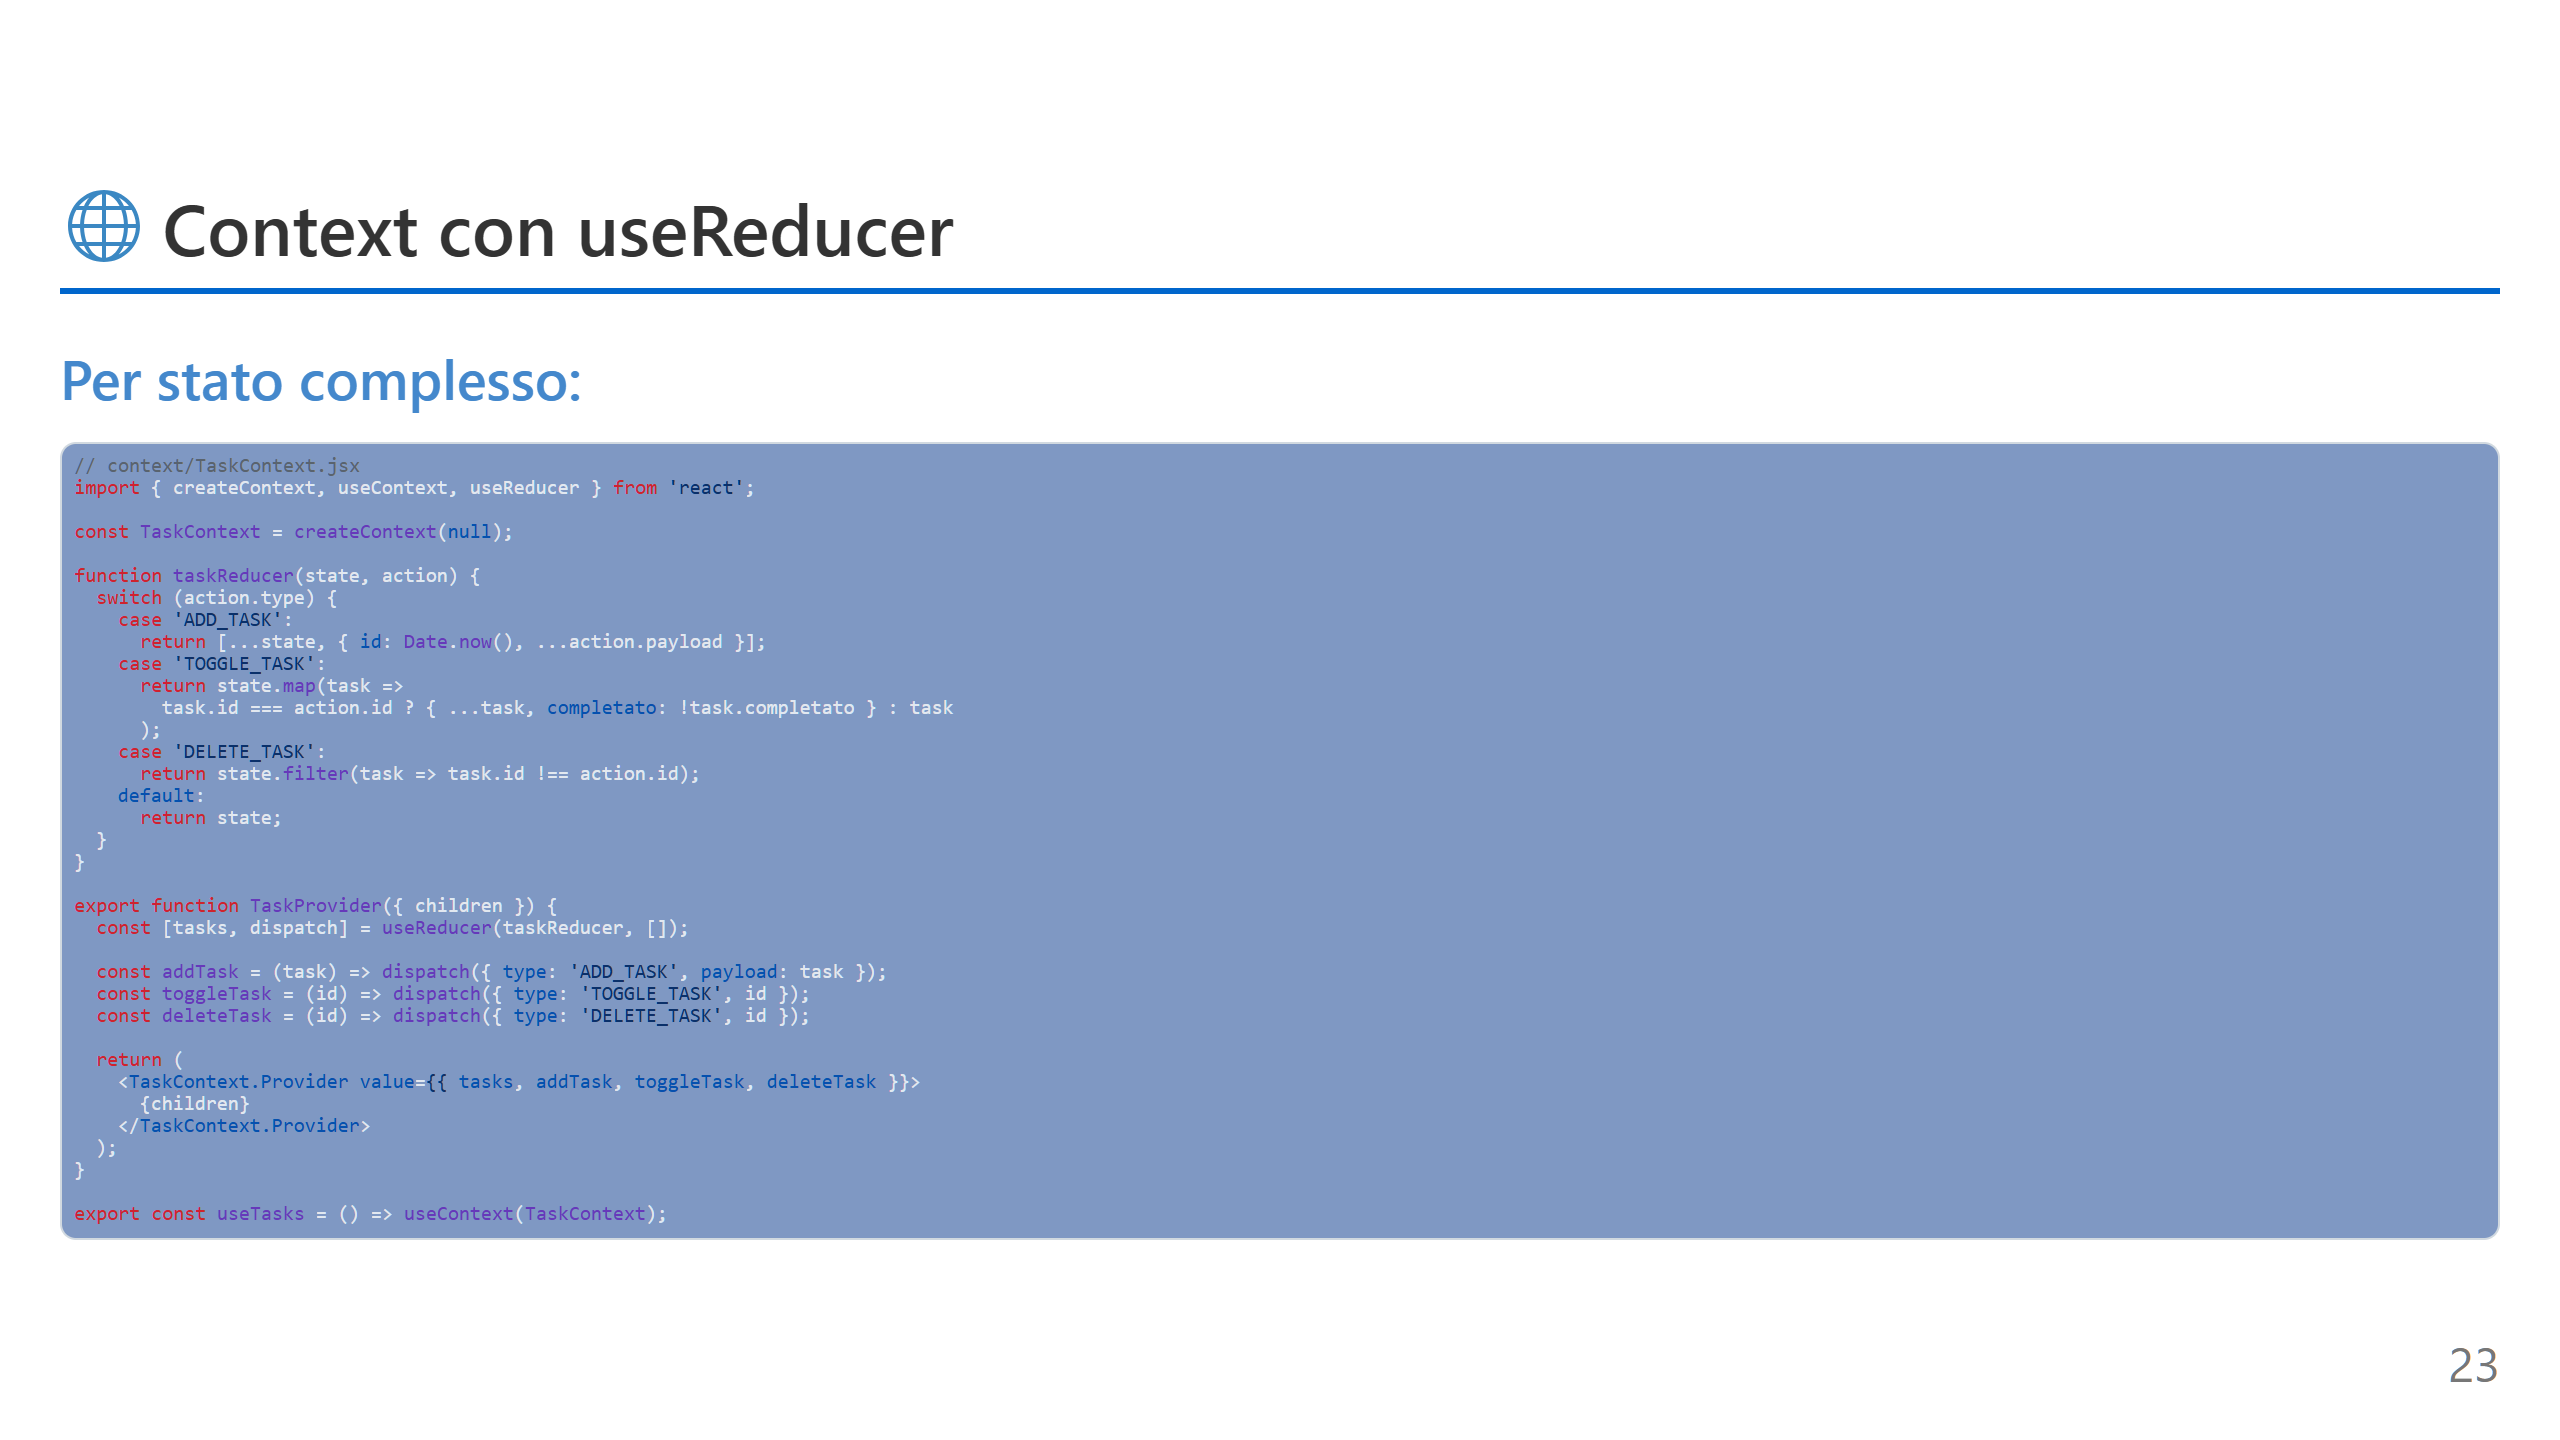 Context con useReducer
Per stato complesso:
// context/TaskContext.jsx
import { createContext, useContext, useReducer } from 'react';
const TaskContext = createContext(null);
function taskReducer(state, action) {
  switch (action.type) {
    case 'ADD_TASK':
      return [...state, { id: Date.now(), ...action.payload }];
    case 'TOGGLE_TASK':
      return state.map(task =>
        task.id === action.id ? { ...task, completato: !task.completato } : task
      );
    case 'DELETE_TASK':
      return state.filter(task => task.id !== action.id);
    default:
      return state;
  }
}
export function TaskProvider({ children }) {
  const [tasks, dispatch] = useReducer(taskReducer, []);
  const addTask = (task) => dispatch({ type: 'ADD_TASK', payload: task });
  const toggleTask = (id) => dispatch({ type: 'TOGGLE_TASK', id });
  const deleteTask = (id) => dispatch({ type: 'DELETE_TASK', id });
  return (
    <TaskContext.Provider value={{ tasks, addTask, toggleTask, deleteTask }}>
      {children}
    </TaskContext.Provider>
  );
}
export const useTasks = () => useContext(TaskContext);
23